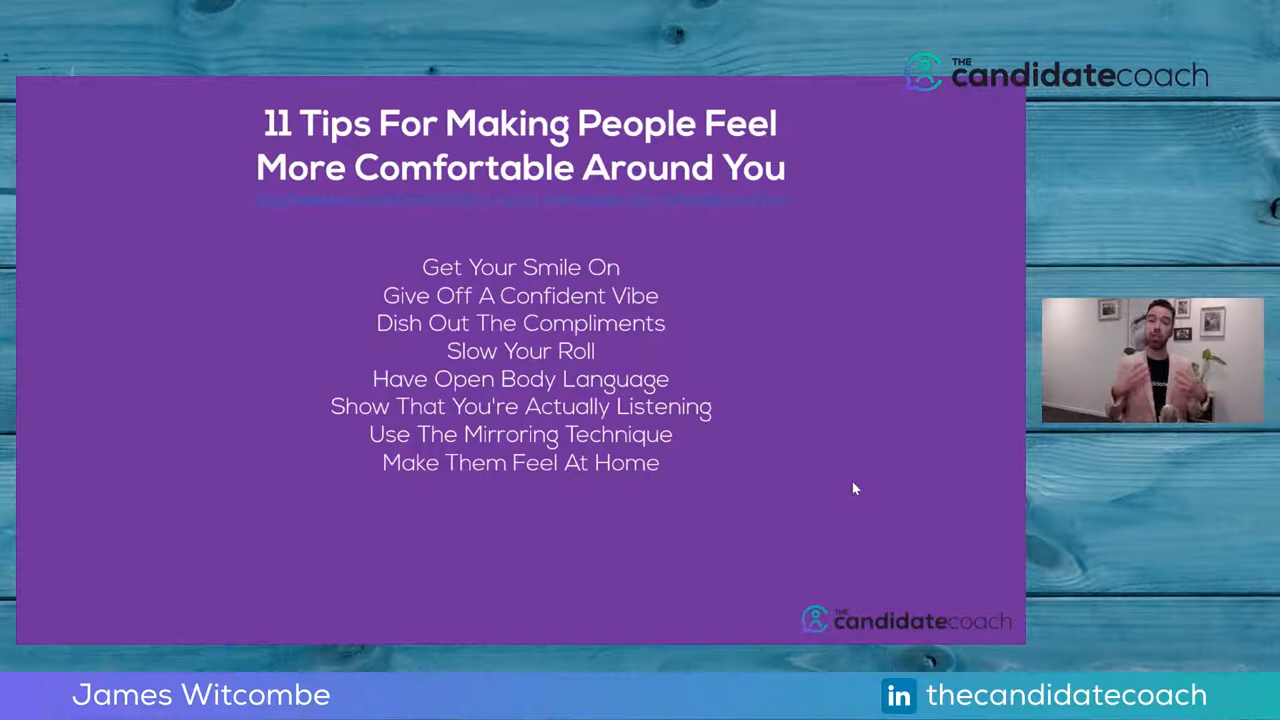 THE
candidatecoach
11 Tips For Making People Feel
More Comfortable Around You
Get Your Smile On
Give Off A Confident Vibe
Dish Out The Compliments
Slow Your Roll
Have Open Body Language
Show That You're Actually Listening
Use The Mirroring Technique
Make Them Feel At Home
THE
candidatecoach
James Witcombe
in thecandidatecoach